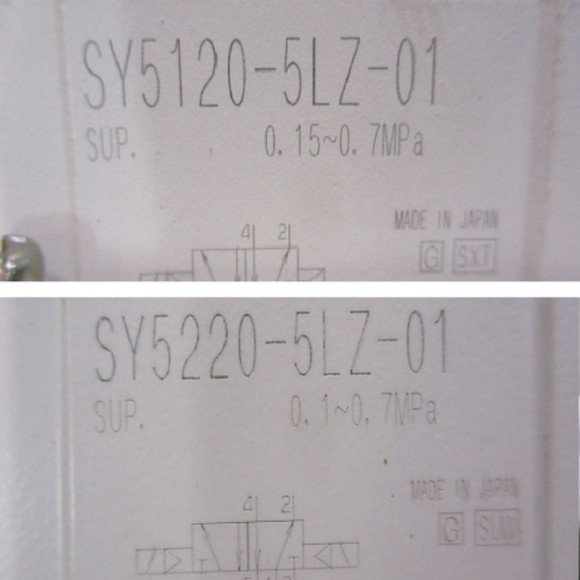 SY5120-5LZ-01
SUP. 0.15~0.7MPa
MADE IN JAPAN
4 2
G SXT
SY5220-5LZ-01
SUP. 0.1~0.7MPa
MADE IN JAPAN
4 2
G